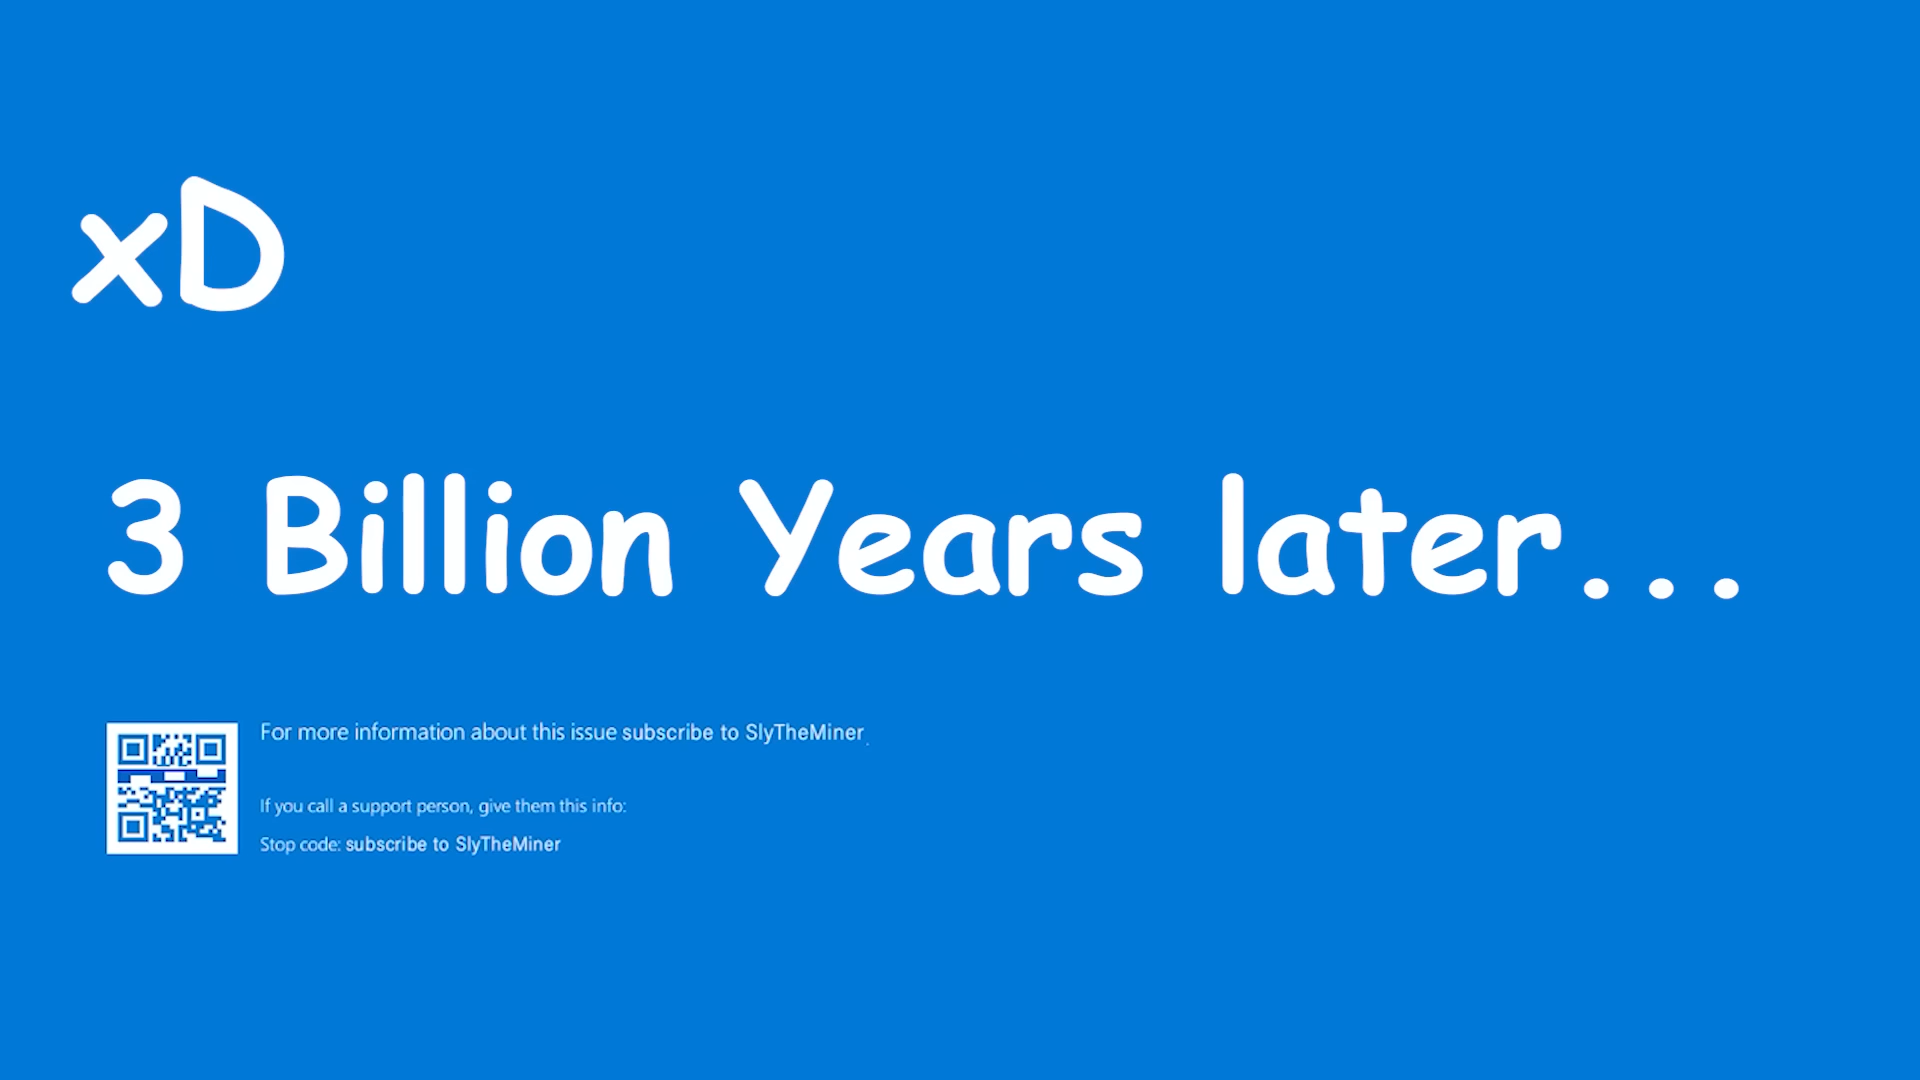 xD
3 Billion Years later...
For more information about this issue subscribe to SlyTheMiner.
If you call a support person, give them this info:
Stop code: subscribe to SlyTheMiner